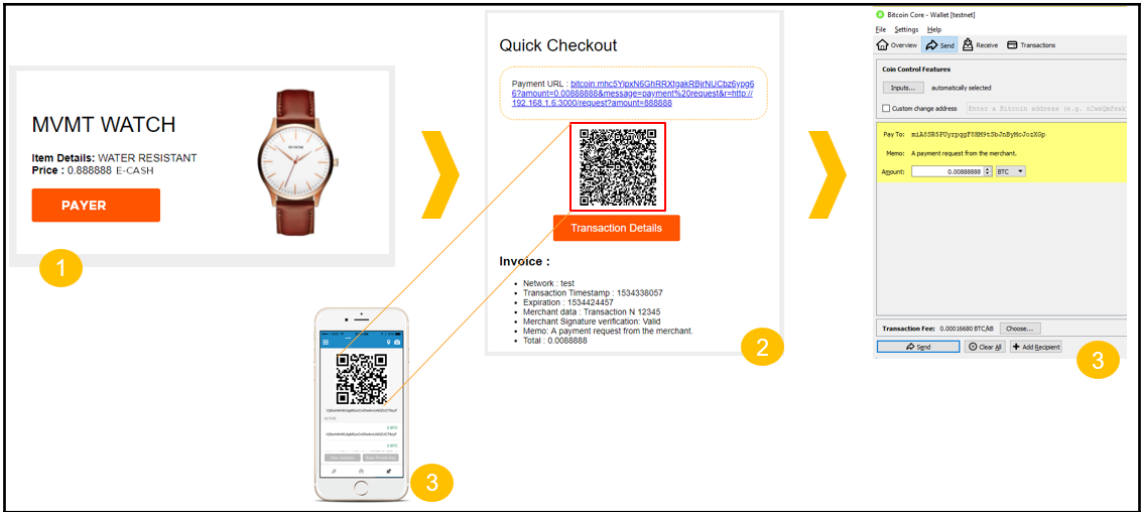 MVMT WATCH
Item Details: WATER RESISTANT
Price : 0.888888 E-CASH
PAYER
1
Quick Checkout
Payment URL : bitcoin:mhc5YipxN6GhRRXtgakRBjrNUCbz6ypg6
6?amount=0.00888888&message=payment%20request&r=http://
192.168.1.6:3000/request?amount=888888
Transaction Details
Invoice :
• Network : test
• Transaction Timestamp : 1534338057
• Expiration : 1534424457
• Merchant data : Transaction N 12345
• Merchant Signature verification: Valid
• Memo: A payment request from the merchant.
• Total : 0.0088888
2
3
Bitcoin Core - Wallet [testnet]
File Settings Help
Overview Send Receive Transactions
Coin Control Features
Inputs... automatically selected
Custom change address Enter a Bitcoin address (e.g.
Pay To:
Memo: A payment request from the merchant.
Amount: 0.00888888 BTC
Transaction Fee: 0.00016680 BTC/kB Choose...
Send Clear All Add Recipient
3